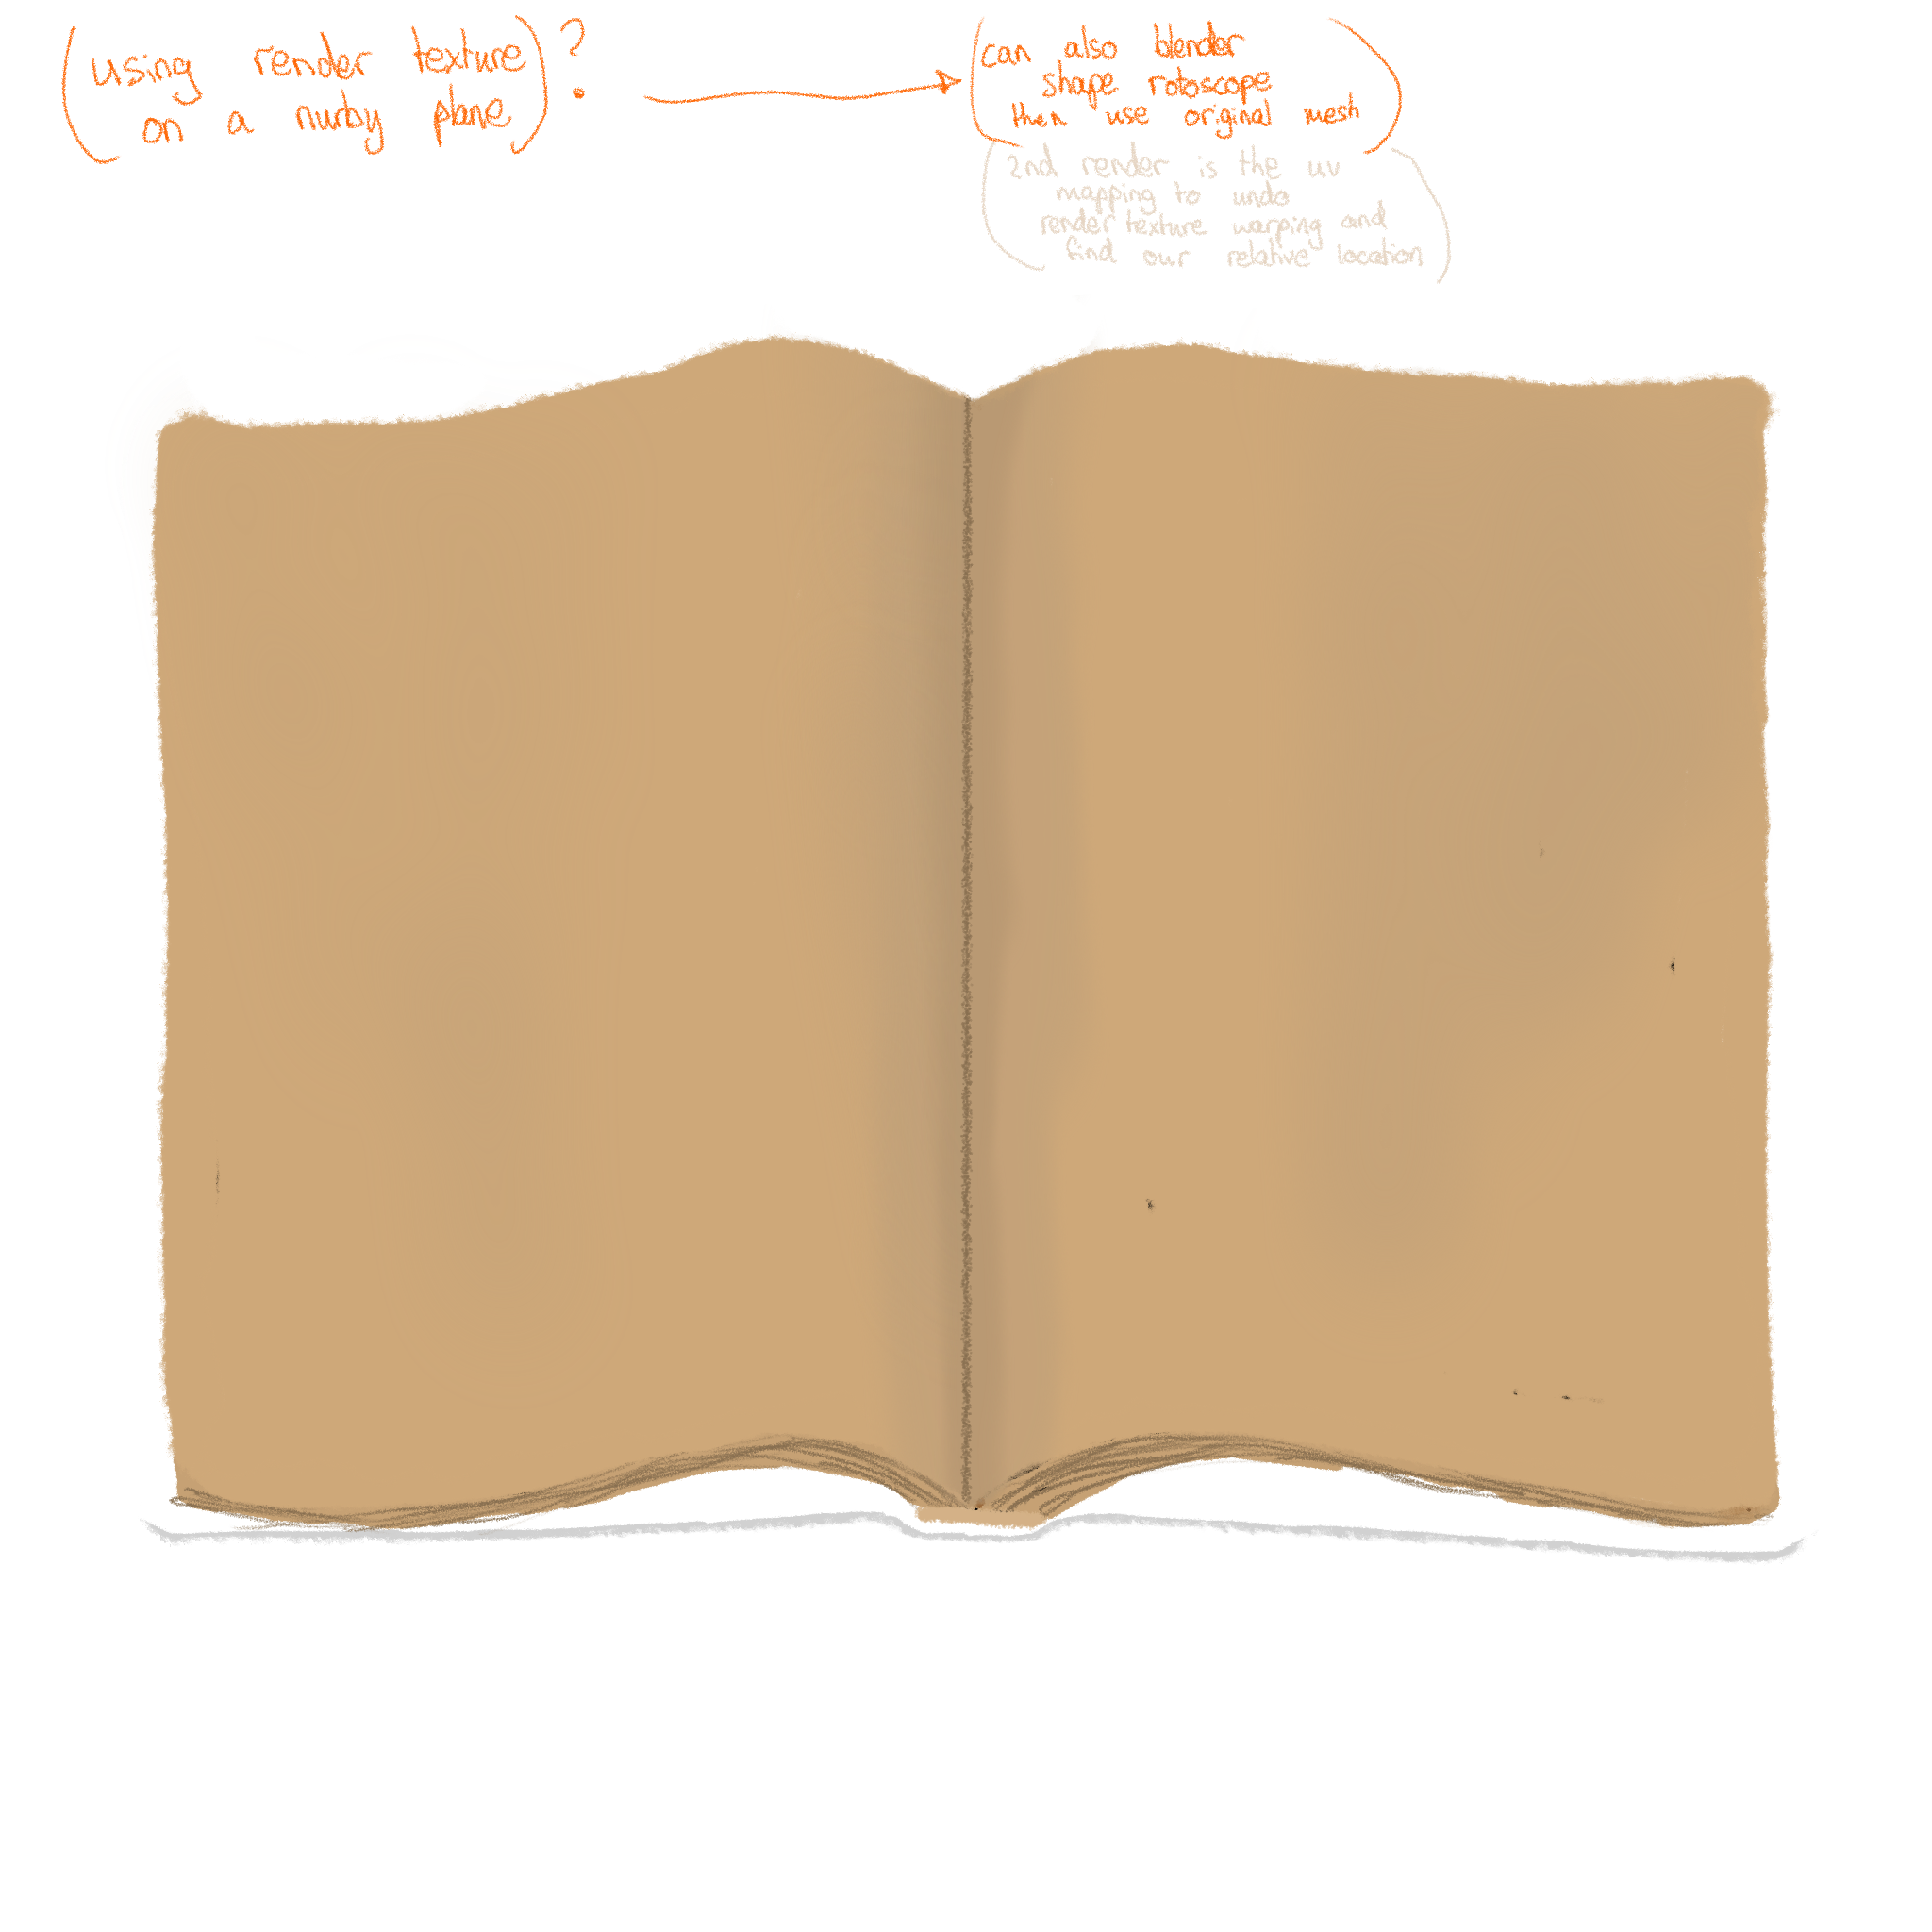 (using render texture
on a nurby plane)?
(can also blender
shape rotoscope
then use original mesh)
(2nd render is the uv
mapping to undo
render texture warping and
find our relative location)